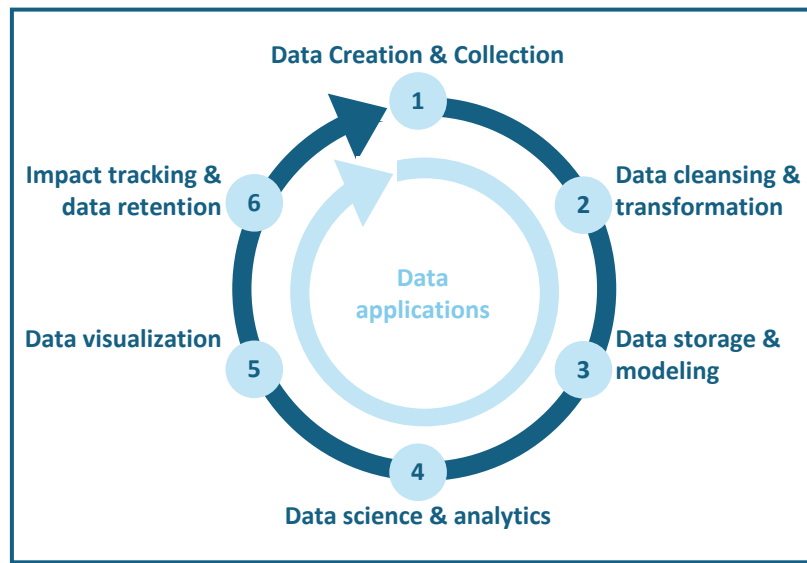 Data Creation & Collection
1
Data cleansing &
transformation
2
Data storage &
modeling
3
Data science & analytics
4
Data visualization
5
Impact tracking &
data retention
6
Data
applications